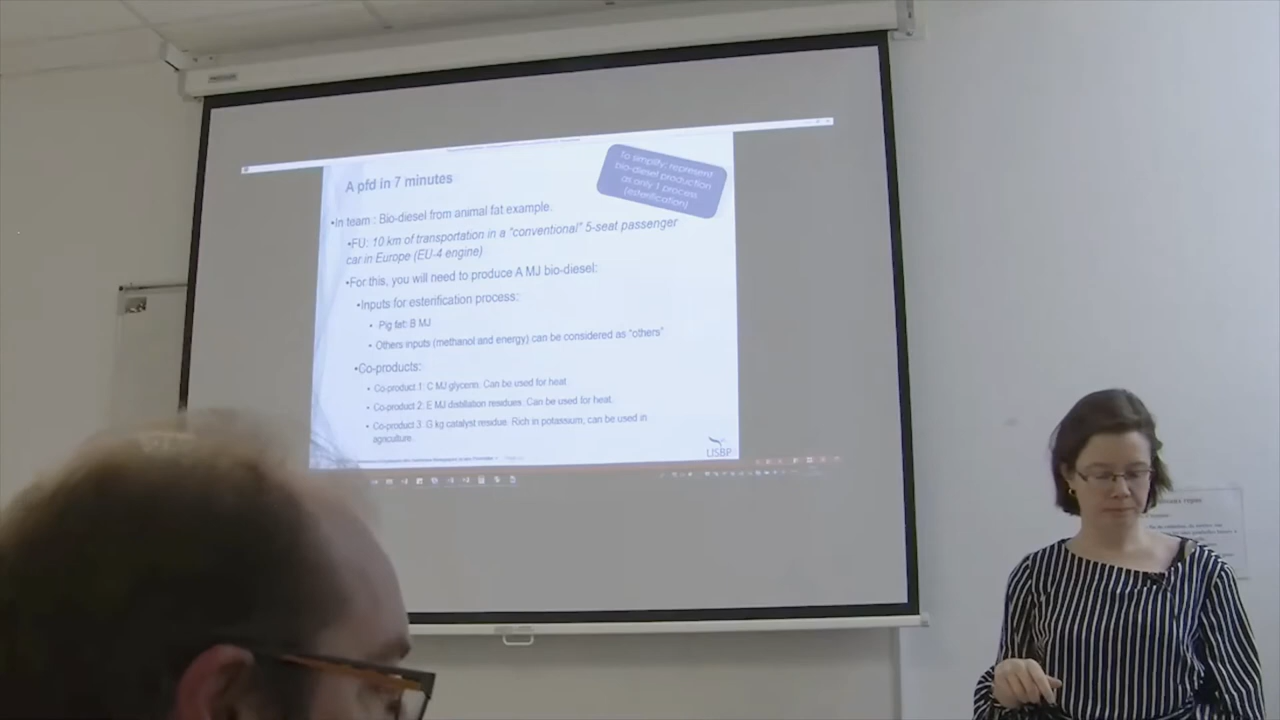 To simplify: represent
bio-diesel production
as only 1 process
(esterification)
A pfd in 7 minutes
•In team : Bio-diesel from animal fat example.
•FU: 10 km of transportation in a “conventional” 5-seat passenger
car in Europe (EU-4 engine)
•For this, you will need to produce A MJ bio-diesel:
•Inputs for esterification process:
• Pig fat: B MJ
• Others inputs (methanol and energy) can be considered as “others”
•Co-products:
• Co-product 1: C MJ glycerin. Can be used for heat
• Co-product 2: E MJ distillation residues. Can be used for heat.
• Co-product 3. G kg catalyst residue. Rich in potassium, can be used in
agriculture.
LISBP